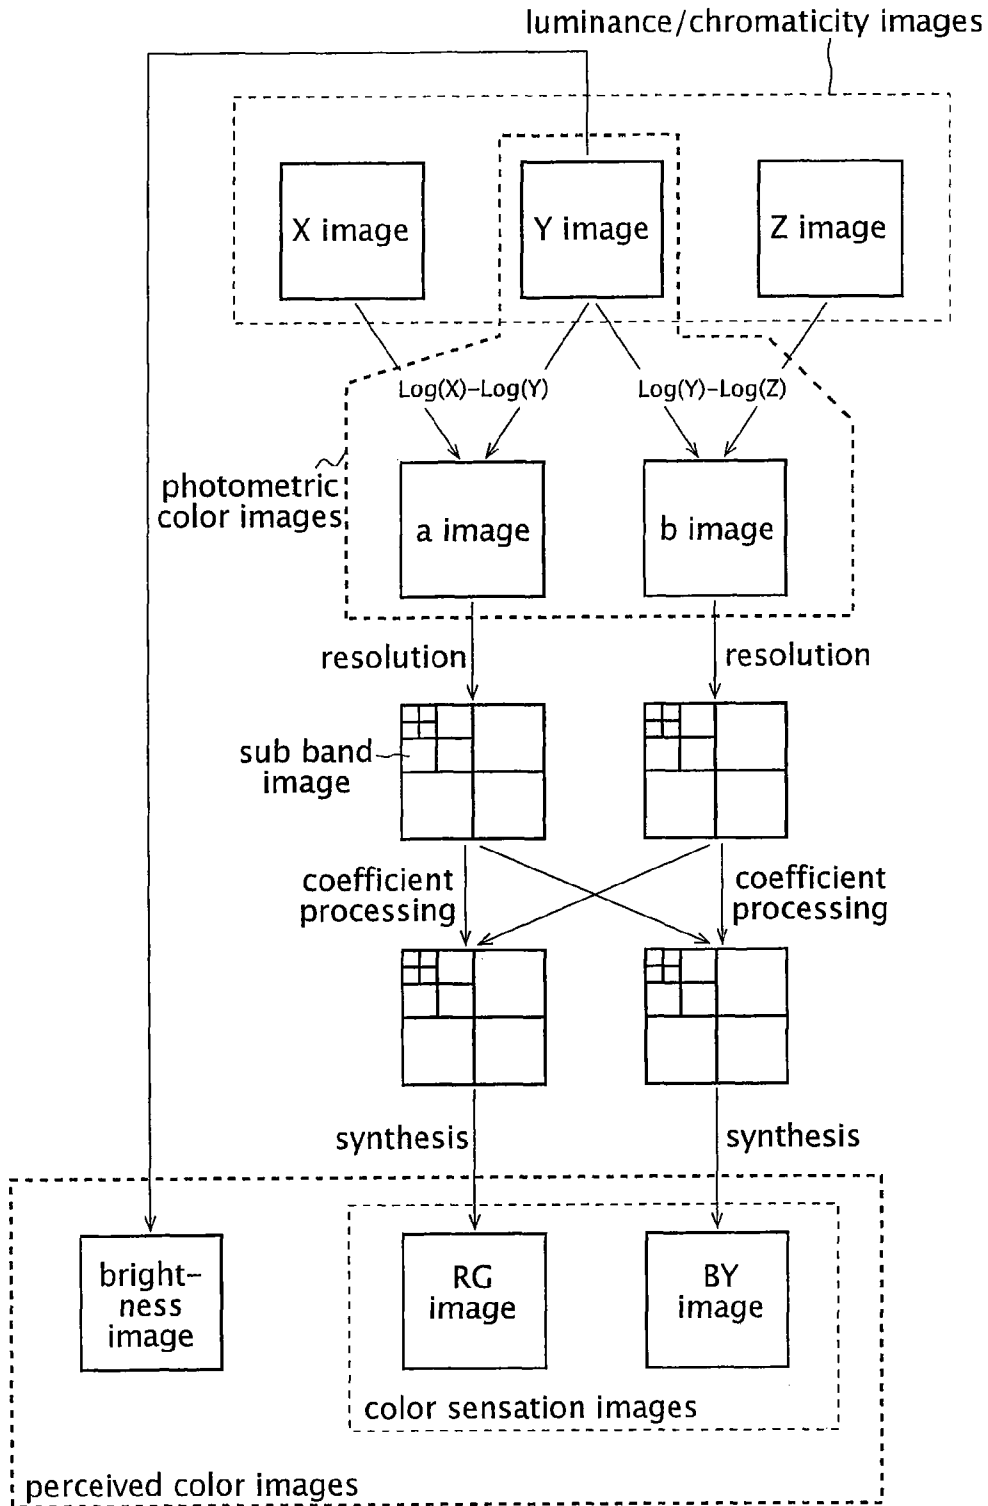 luminance/chromaticity images
X image
Y image
Z image
Log(X)-Log(Y)
Log(Y)-Log(Z)
photometric
color images
a image
b image
resolution
resolution
sub band
image
coefficient
processing
coefficient
processing
synthesis
synthesis
bright-
ness
image
RG
image
BY
image
color sensation images
perceived color images